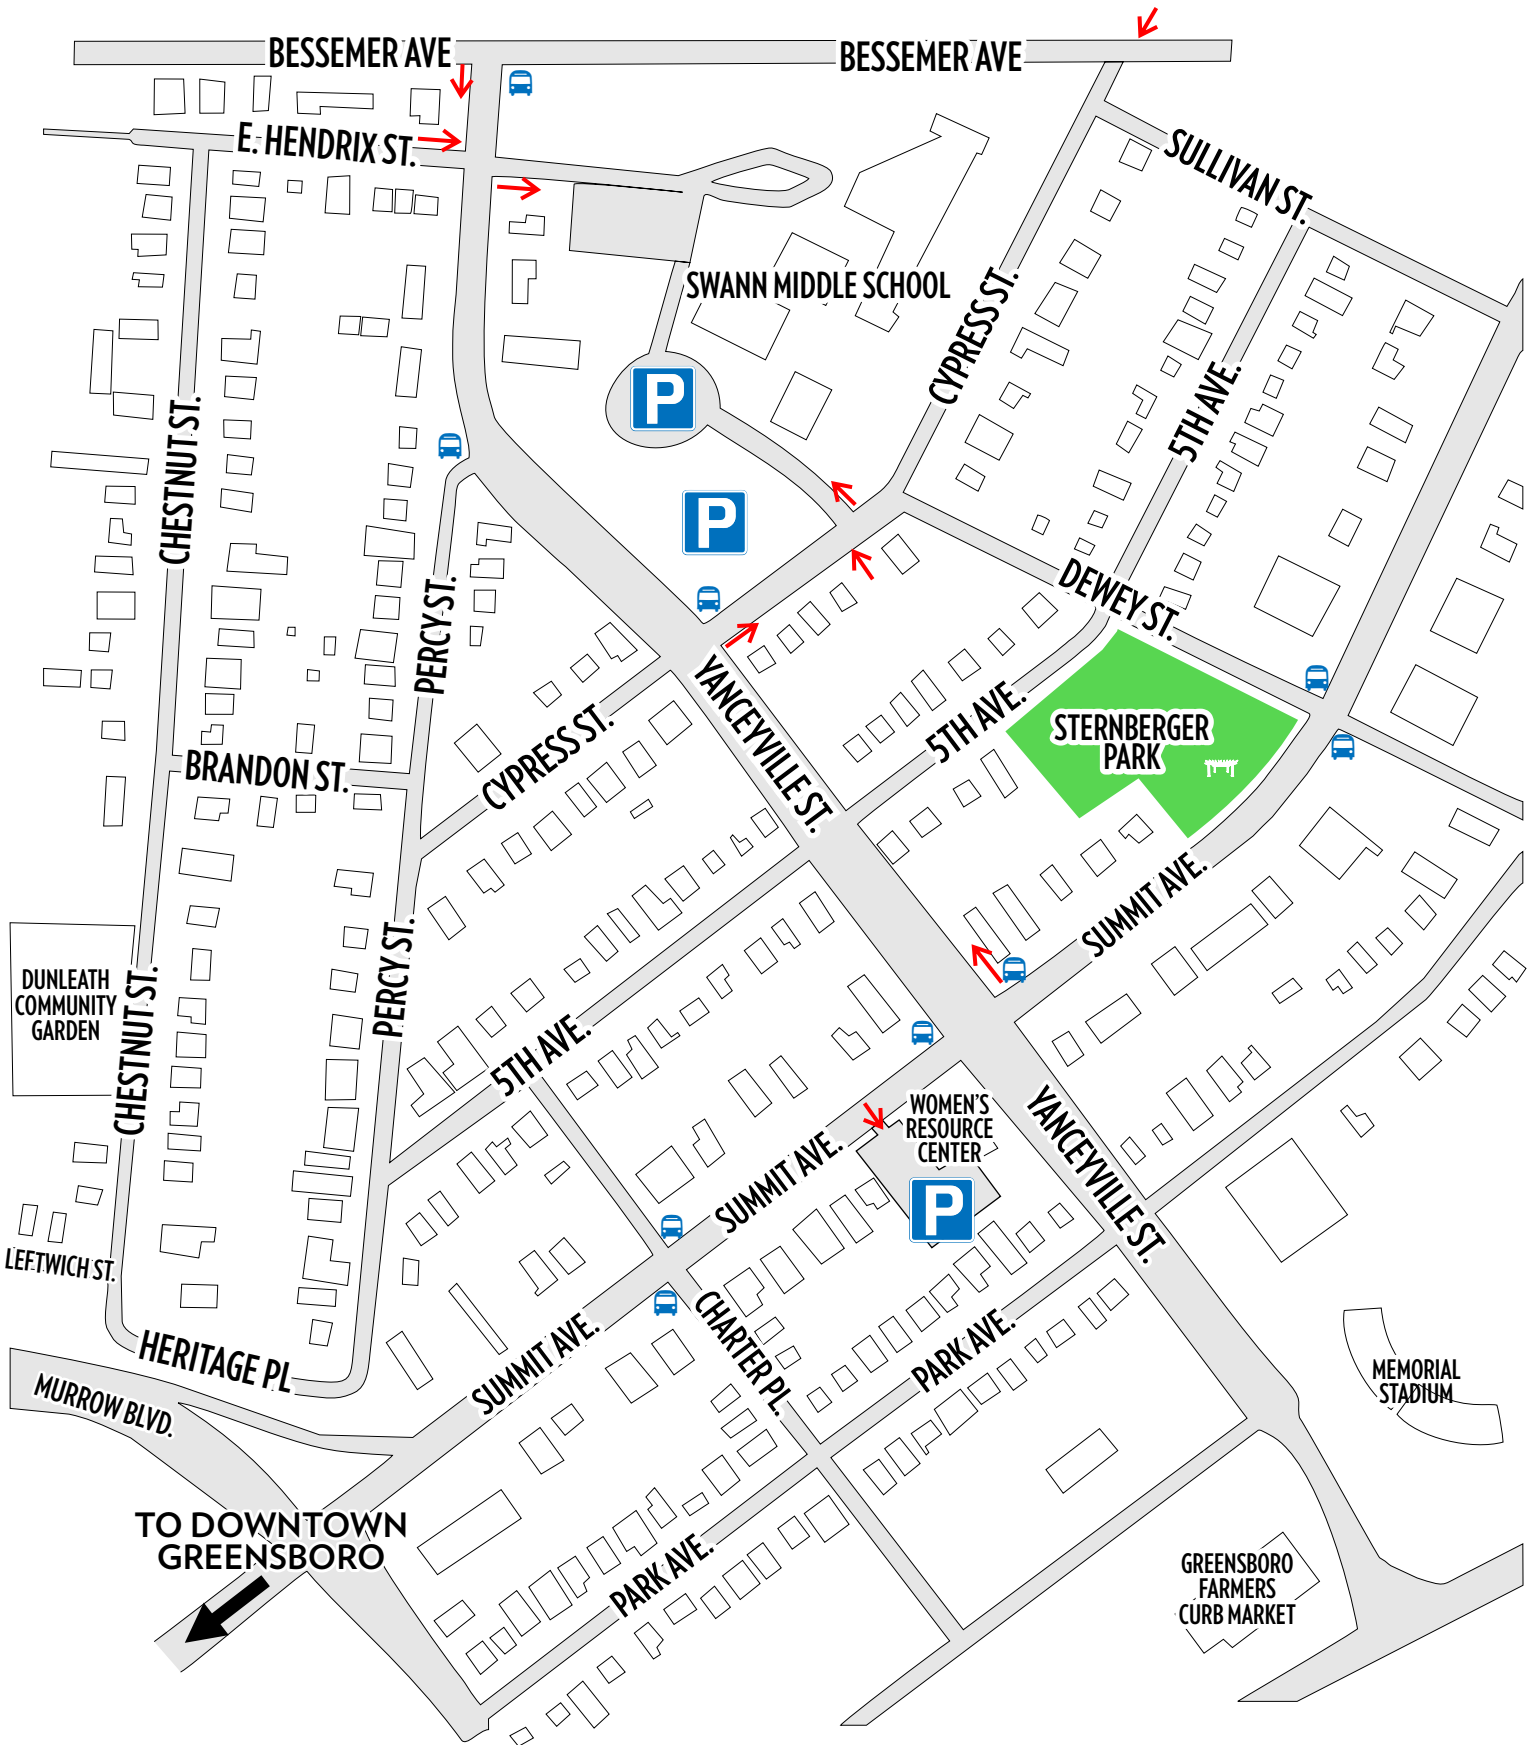 BESSEMER AVE
BESSEMER AVE
E. HENDRIX ST.
SULLIVAN ST.
SWANN MIDDLE SCHOOL
CYPRESS ST.
P
5TH AVE.
CHESTNUT ST.
P
DEWEY ST.
PERCY ST.
YANCEYVILLE ST.
5TH AVE.
STERNBERGER
PARK
CYPRESS ST.
BRANDON ST.
SUMMIT AVE.
PERCY ST.
DUNLEATH
COMMUNITY
GARDEN
CHESTNUT ST.
5TH AVE.
WOMEN'S
RESOURCE
CENTER
P
YANCEYVILLE ST.
SUMMIT AVE.
LEFTWICH ST.
CHARTER PL.
PARK AVE.
HERITAGE PL
SUMMIT AVE.
MURROW BLVD.
MEMORIAL
STADIUM
TO DOWNTOWN
GREENSBORO
PARK AVE.
GREENSBORO
FARMERS
CURB MARKET